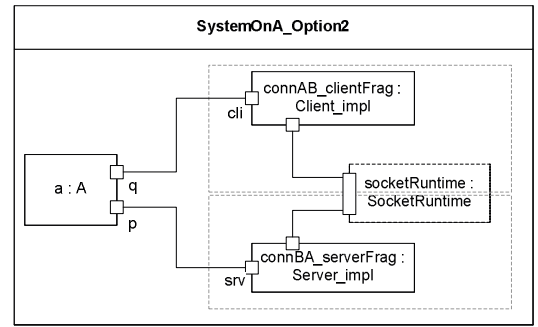 SystemOnA_Option2
connAB_clientFrag :
Client_impl
cli
a : A
q
p
socketRuntime :
SocketRuntime
connBA_serverFrag :
Server_impl
srv